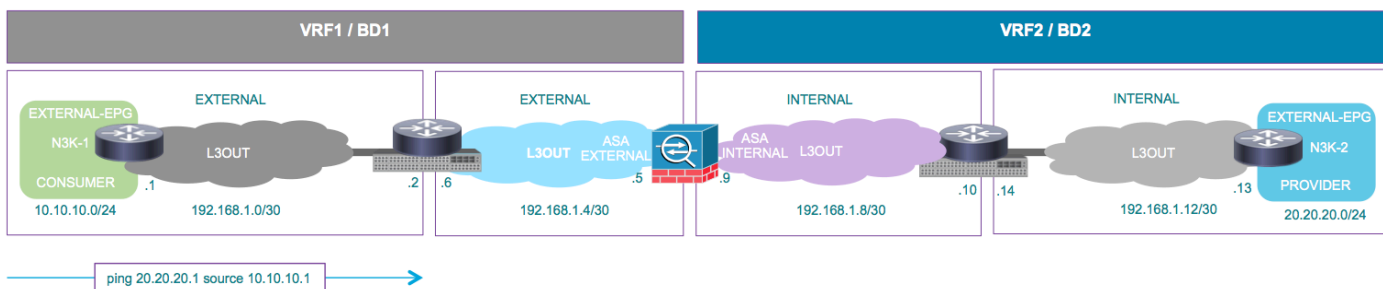 VRF1 / BD1
VRF2 / BD2
EXTERNAL
EXTERNAL
INTERNAL
INTERNAL
EXTERNAL-EPG
N3K-1
CONSUMER
10.10.10.0/24
L3OUT
.1
192.168.1.0/30
.2
.6
L3OUT
ASA
EXTERNAL
.5
192.168.1.4/30
ASA
INTERNAL
L3OUT
.9
192.168.1.8/30
.10
.14
L3OUT
.13
192.168.1.12/30
EXTERNAL-EPG
N3K-2
PROVIDER
20.20.20.0/24
ping 20.20.20.1 source 10.10.10.1